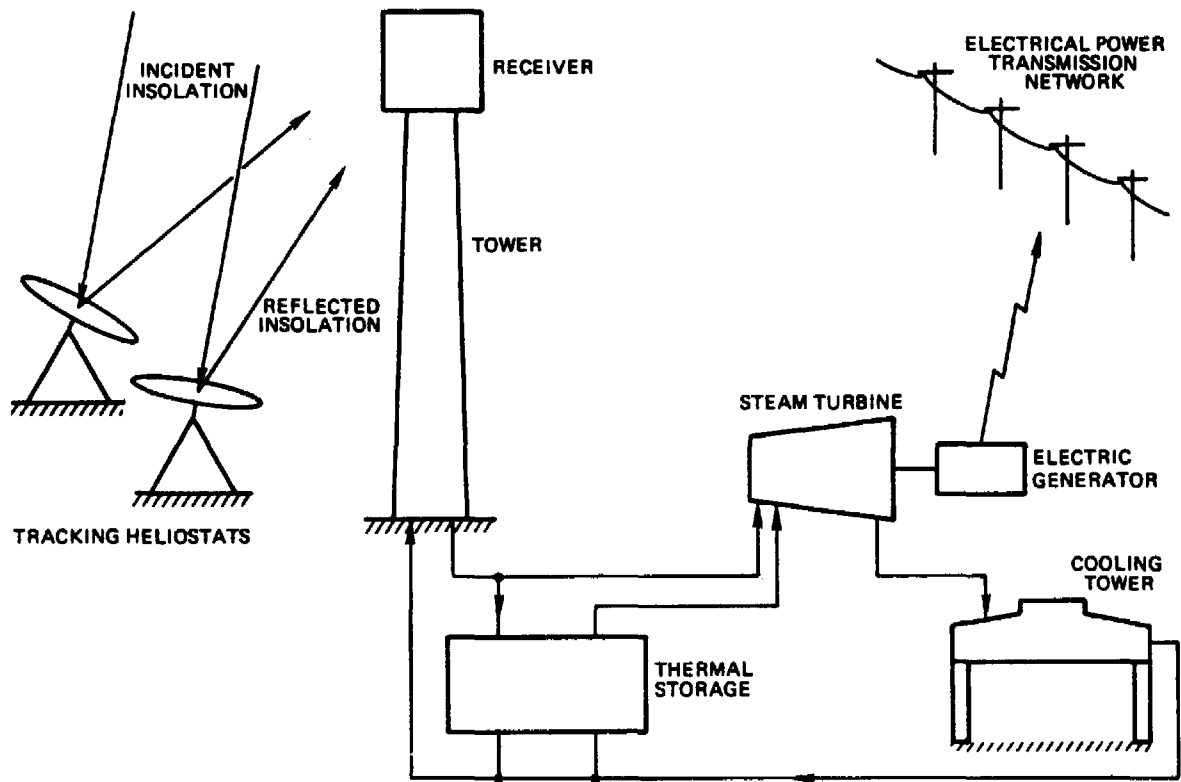 INCIDENT
INSOLATION
RECEIVER
ELECTRICAL POWER
TRANSMISSION
NETWORK
TOWER
REFLECTED
INSOLATION
TRACKING HELIOSTATS
STEAM TURBINE
ELECTRIC
GENERATOR
COOLING
TOWER
THERMAL
STORAGE